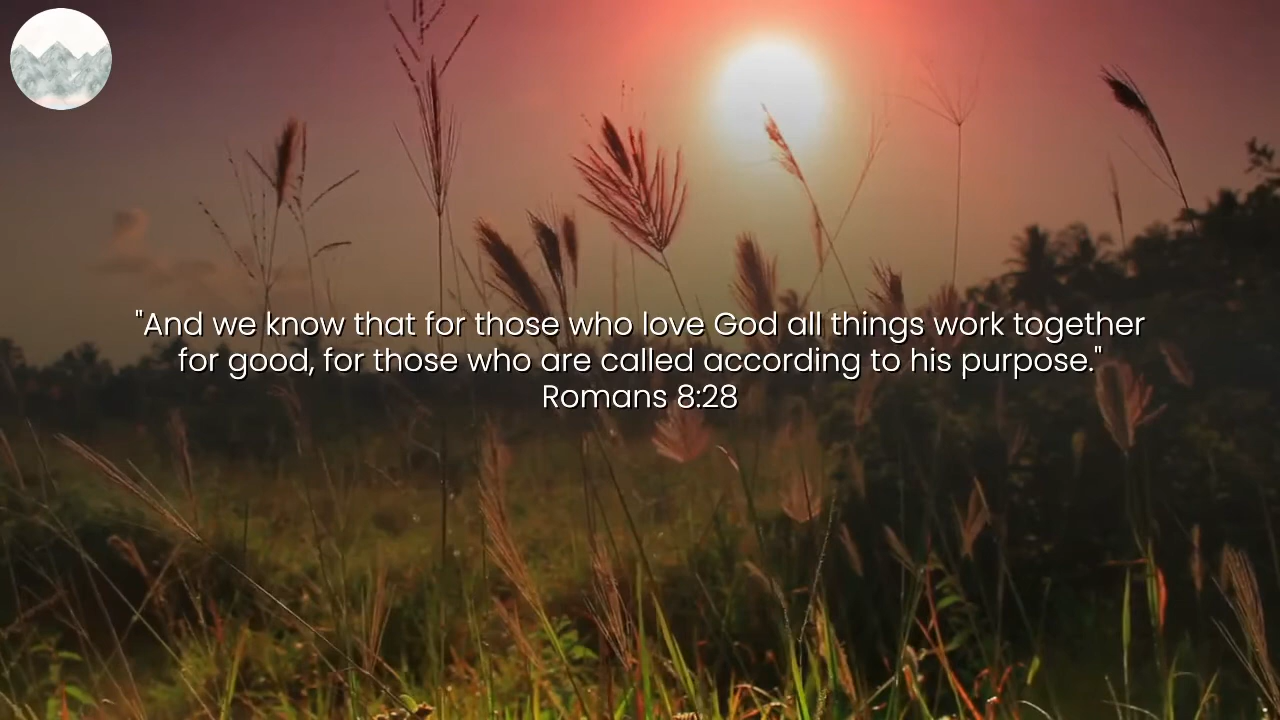 "And we know that for those who love God all things work together
for good, for those who are called according to his purpose."
Romans 8:28